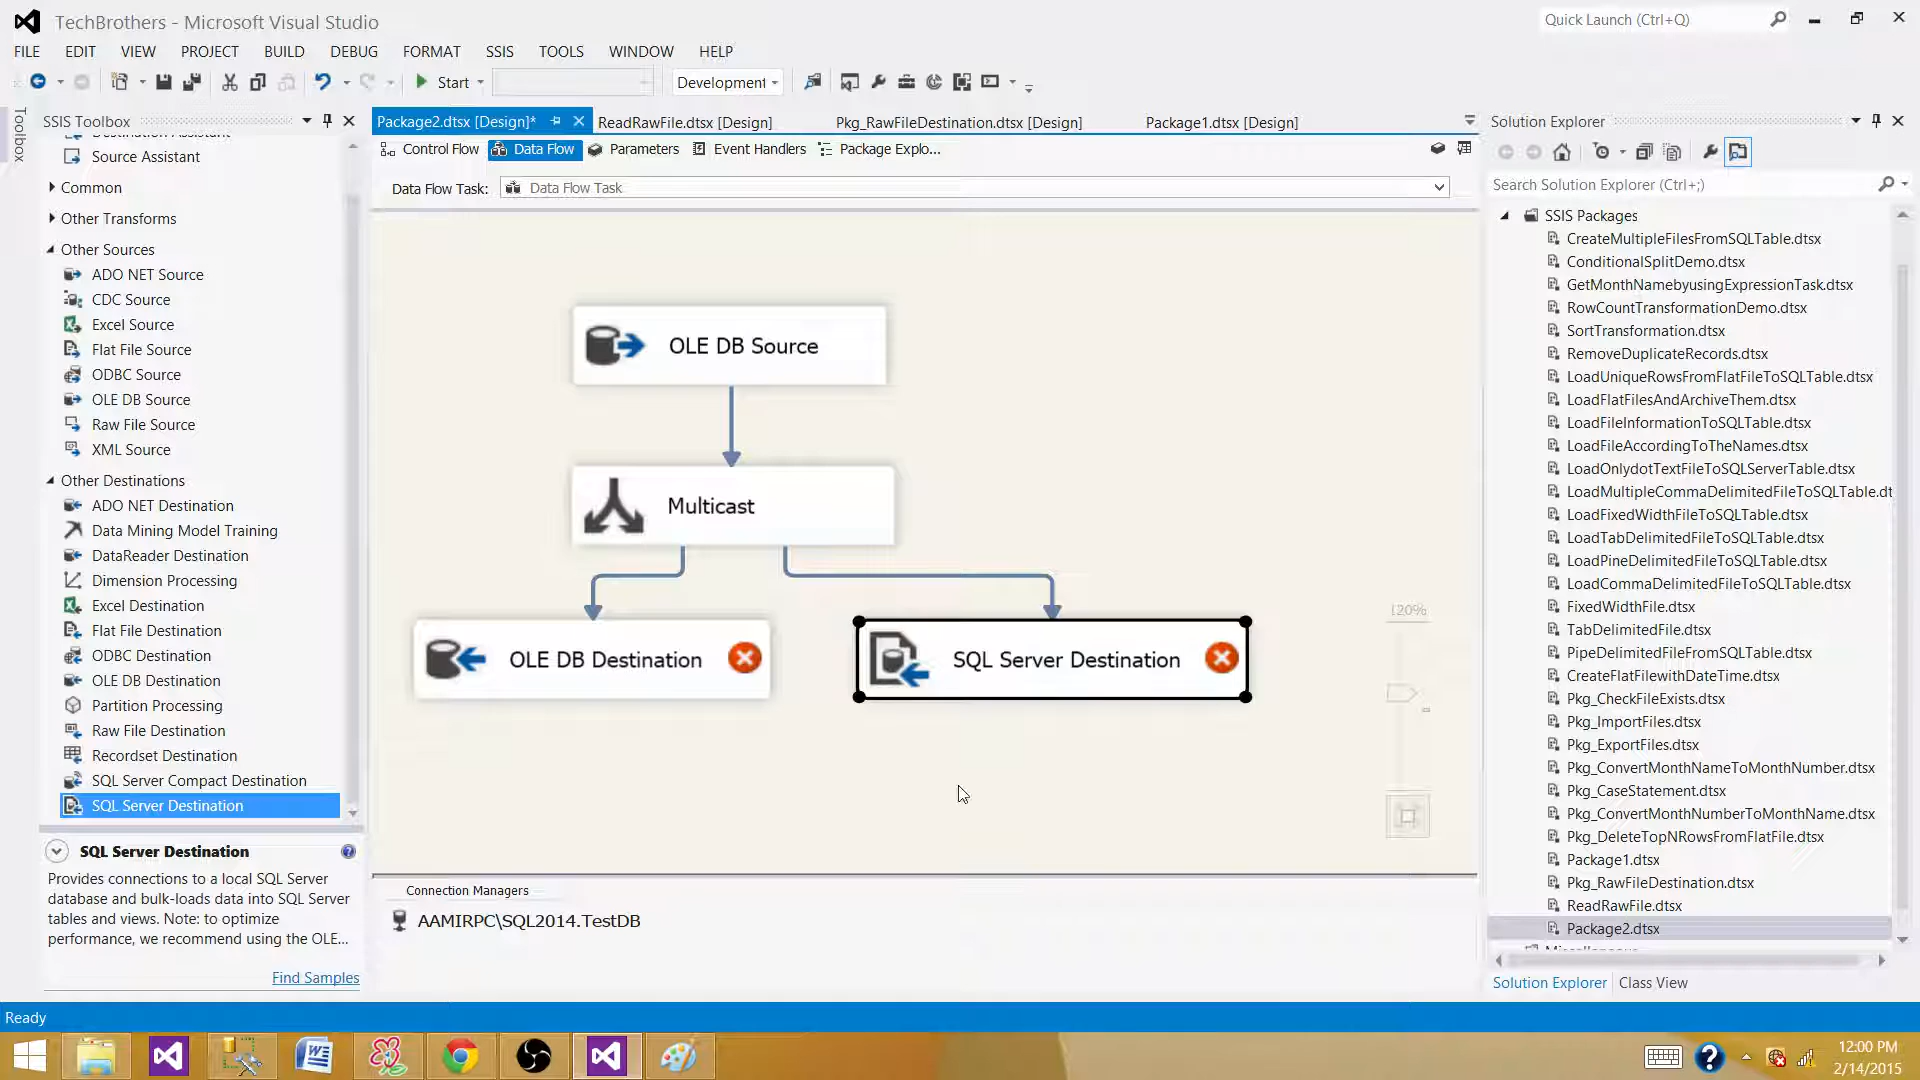 TechBrothers - Microsoft Visual Studio
Quick Launch (Ctrl+Q)
FILE EDIT VIEW PROJECT BUILD DEBUG FORMAT SSIS TOOLS WINDOW HELP
Start
Development
Toolbox
SSIS Toolbox
Destination Assistant
Source Assistant
Common
Other Transforms
Other Sources
ADO NET Source
CDC Source
Excel Source
Flat File Source
ODBC Source
OLE DB Source
Raw File Source
XML Source
Other Destinations
ADO NET Destination
Data Mining Model Training
DataReader Destination
Dimension Processing
Excel Destination
Flat File Destination
ODBC Destination
OLE DB Destination
Partition Processing
Raw File Destination
Recordset Destination
SQL Server Compact Destination
SQL Server Destination
SQL Server Destination
Provides connections to a local SQL Server
database and bulk-loads data into SQL Server
tables and views. Note: to optimize
performance, we recommend using the OLE...
Find Samples
Package2.dtsx [Design]* ReadRawFile.dtsx [Design] Pkg_RawFileDestination.dtsx [Design] Package1.dtsx [Design]
Control Flow Data Flow Parameters Event Handlers Package Explo...
Data Flow Task: Data Flow Task
OLE DB Source
Multicast
OLE DB Destination
SQL Server Destination
120%
Connection Managers
AAMIRPC\SQL2014.TestDB
Solution Explorer
Search Solution Explorer (Ctrl+;)
SSIS Packages
CreateMultipleFilesFromSQLTable.dtsx
ConditionalSplitDemo.dtsx
GetMonthNamebyusingExpressionTask.dtsx
RowCountTransformationDemo.dtsx
SortTransformation.dtsx
RemoveDuplicateRecords.dtsx
LoadUniqueRowsFromFlatFileToSQLTable.dtsx
LoadFlatFilesAndArchiveThem.dtsx
LoadFileInformationToSQLTable.dtsx
LoadFileAccordingToTheNames.dtsx
LoadOnlydotTextFileToSQLServerTable.dtsx
LoadMultipleCommaDelimitedFileToSQLTable.dt
LoadFixedWidthFileToSQLTable.dtsx
LoadTabDelimitedFileToSQLTable.dtsx
LoadPineDelimitedFileToSQLTable.dtsx
LoadCommaDelimitedFileToSQLTable.dtsx
FixedWidthFile.dtsx
TabDelimitedFile.dtsx
PipeDelimitedFileFromSQLTable.dtsx
CreateFlatFilewithDateTime.dtsx
Pkg_CheckFileExists.dtsx
Pkg_ImportFiles.dtsx
Pkg_ExportFiles.dtsx
Pkg_ConvertMonthNameToMonthNumber.dtsx
Pkg_CaseStatement.dtsx
Pkg_ConvertMonthNumberToMonthName.dtsx
Pkg_DeleteTopNRowsFromFlatFile.dtsx
Package1.dtsx
Pkg_RawFileDestination.dtsx
ReadRawFile.dtsx
Package2.dtsx
Solution Explorer Class View
Ready
12:00 PM
2/14/2015